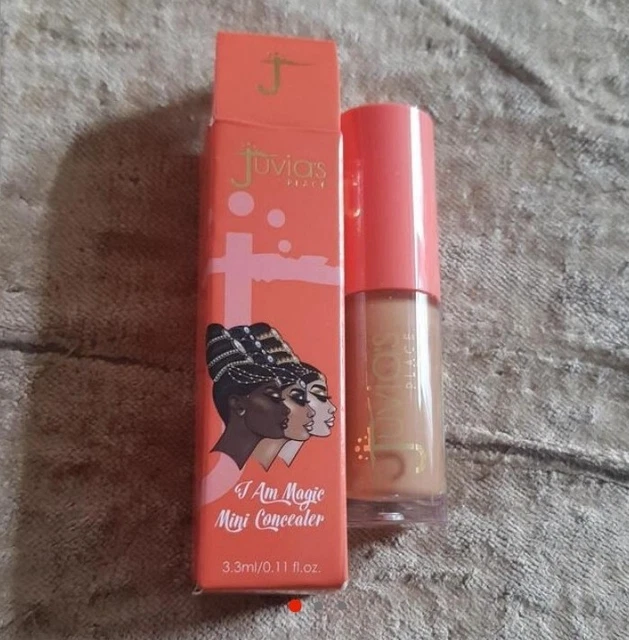 J
Juvia's
PLACE
I Am Magic
Mini Concealer
3.3ml/0.11 fl.oz.
Juvia's
PLACE